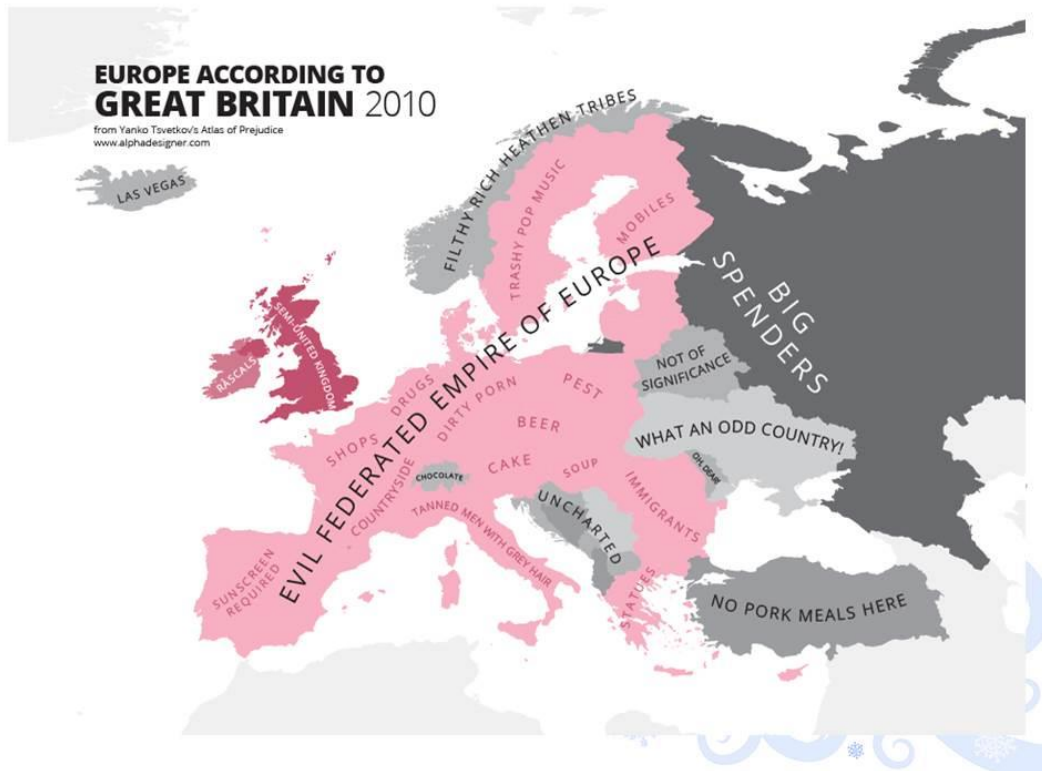 EUROPE ACCORDING TO
GREAT BRITAIN 2010
from Yanko Tsvetkov's Atlas of Prejudice
www.alphadesigner.com
LAS VEGAS
FILTHY RICH HEATHEN TRIBES
TRASHY POP MUSIC
MOBILES
EVIL FEDERATED EMPIRE OF EUROPE
BIG
SPENDERS
SEMI-UNITED KINGDOM
RASCALS
NOT OF
SIGNIFICANCE
DRUGS
DIRTY PORN
PEST
SHOPS
BEER
WHAT AN ODD COUNTRY!
COUNTRYSIDE
CHOCOLATE
CAKE
SOUP
OH, DEAR!
IMMIGRANTS
UNCHARTED
TANNED MEN WITH GREY HAIR
SUNSCREEN
REQUIRED
STATUES
NO PORK MEALS HERE